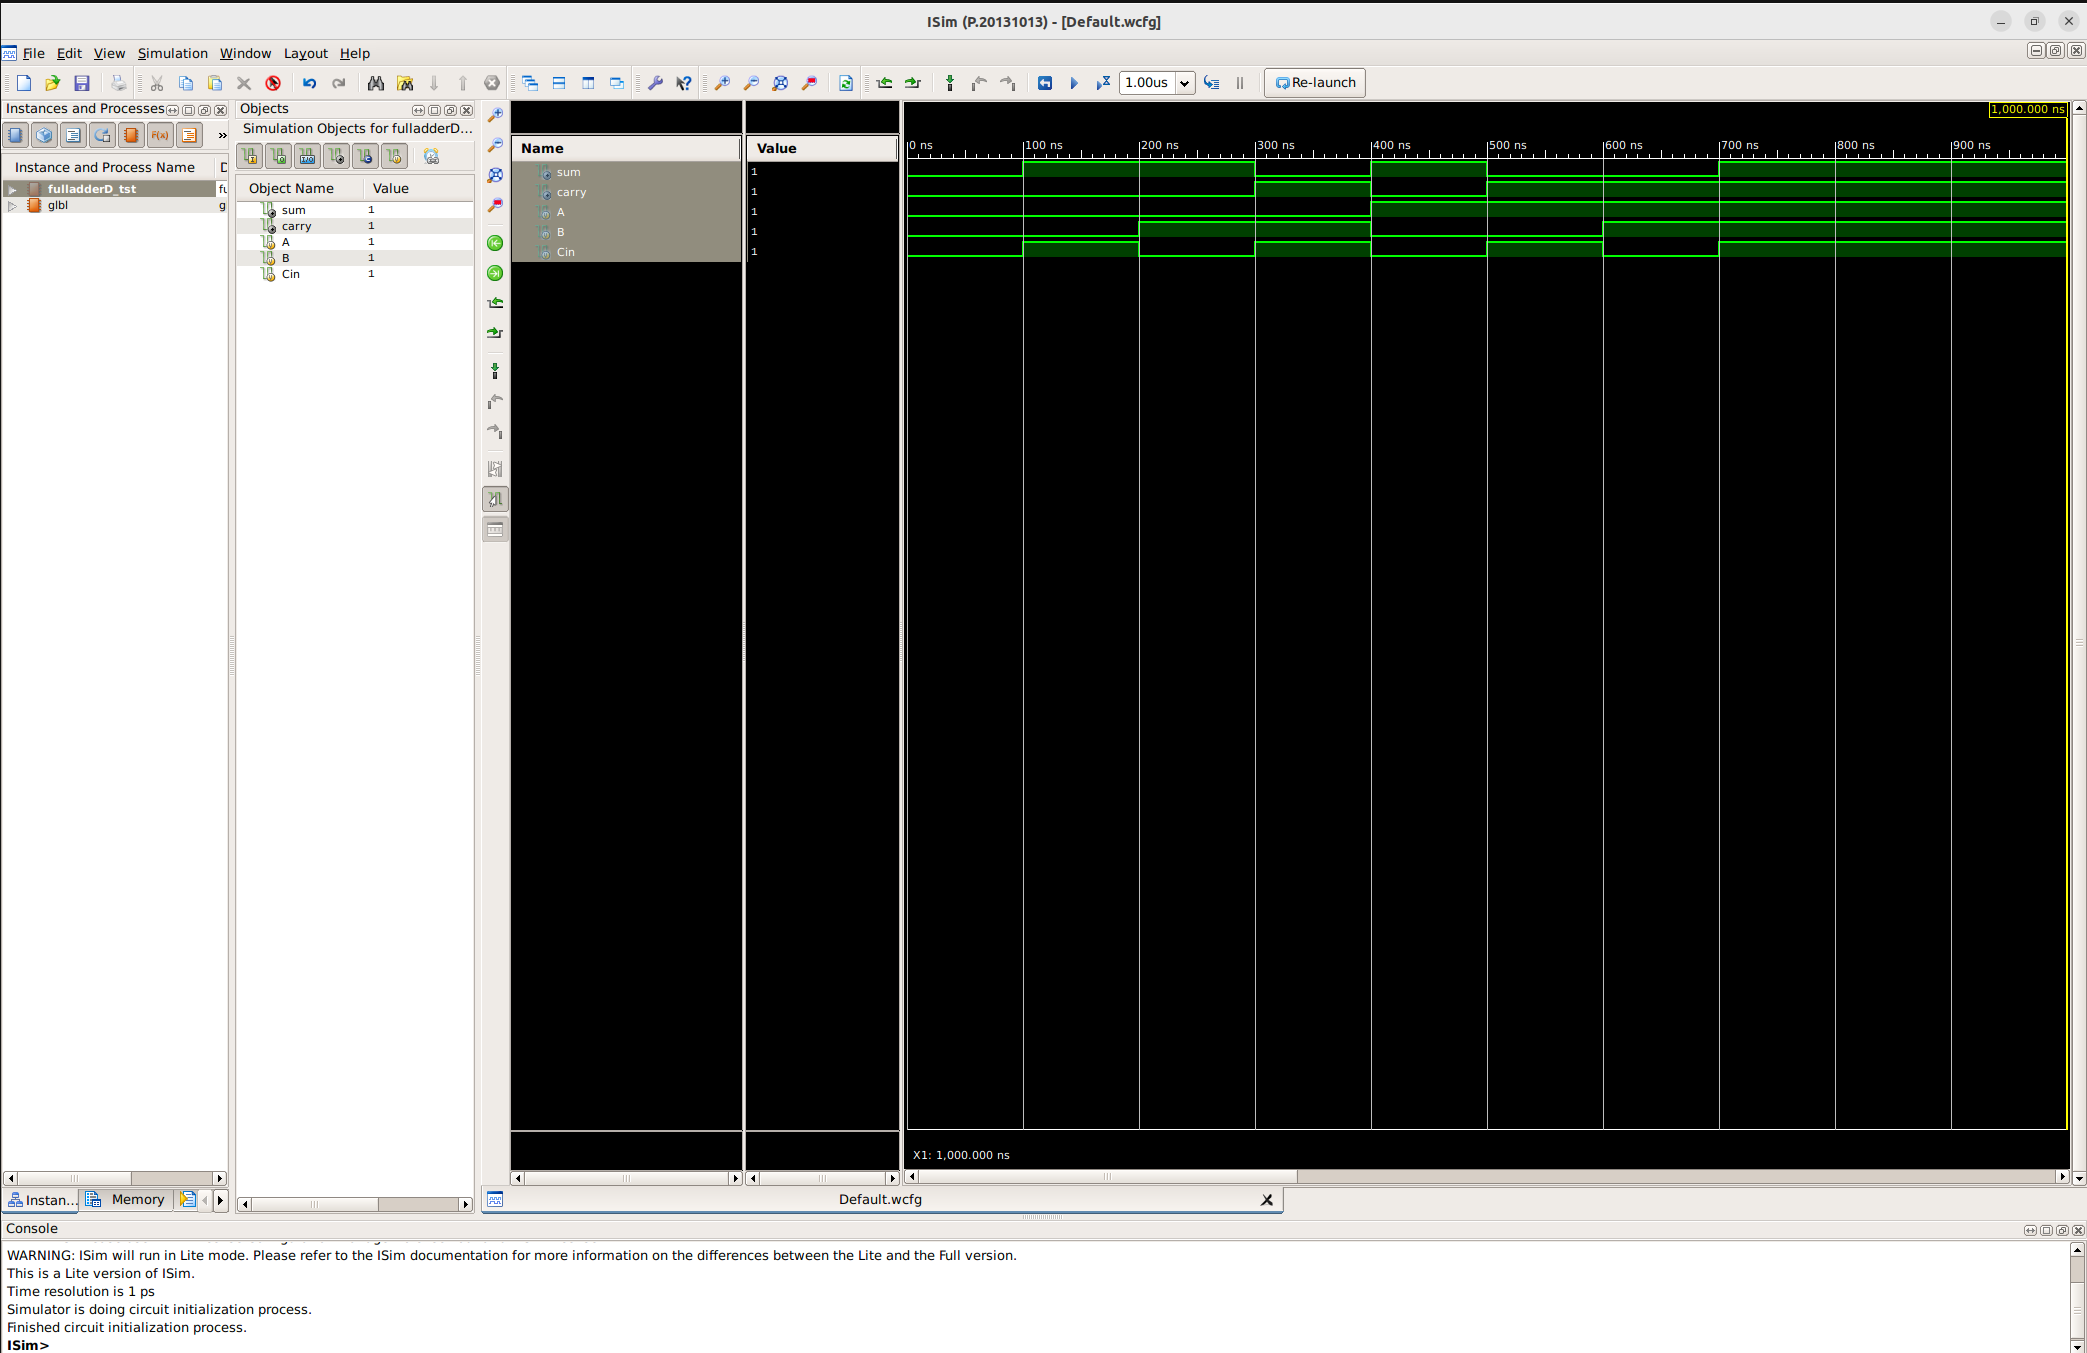 ISim (P.20131013) - [Default.wcfg]
File Edit View Simulation Window Layout Help
1.00us
Re-launch
Instances and Processes
Instance and Process Name
fulladderD_tst fu
glbl g
Instan... Memory
Objects
Simulation Objects for fulladderD...
Object Name Value
sum 1
carry 1
A 1
B 1
Cin 1
Name Value
sum 1
carry 1
A 1
B 1
Cin 1
1,000.000 ns
0 ns 100 ns 200 ns 300 ns 400 ns 500 ns 600 ns 700 ns 800 ns 900 ns
X1: 1,000.000 ns
Default.wcfg
Console
WARNING: ISim will run in Lite mode. Please refer to the ISim documentation for more information on the differences between the Lite and the Full version.
This is a Lite version of ISim.
Time resolution is 1 ps
Simulator is doing circuit initialization process.
Finished circuit initialization process.
ISim>